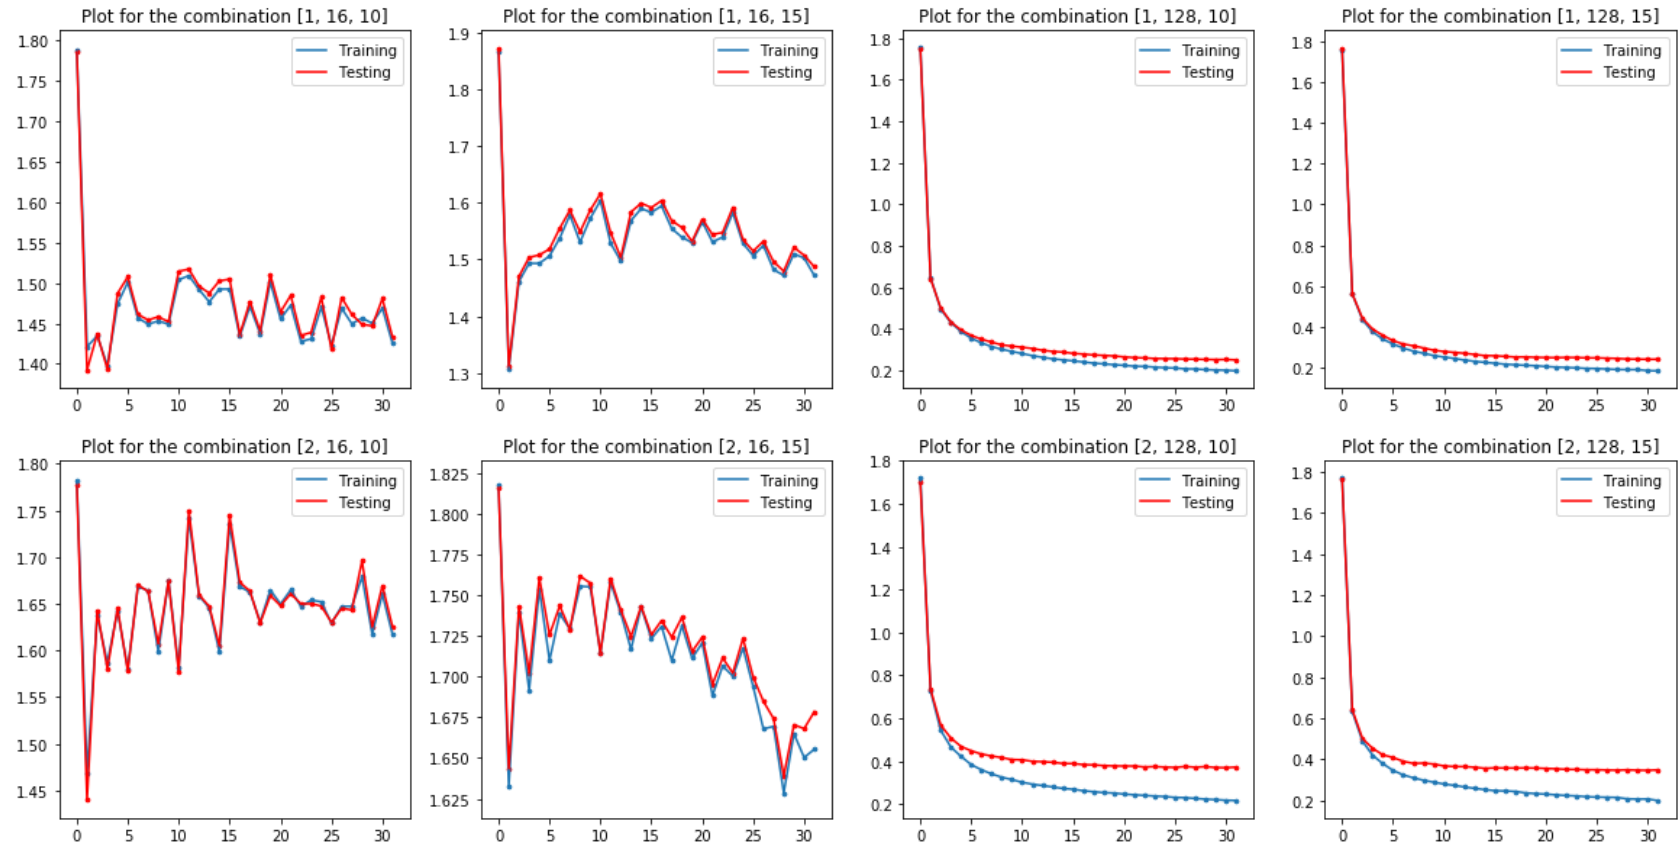 Plot for the combination [1, 16, 10]
1.80
1.75
1.70
1.65
1.60
1.55
1.50
1.45
1.40
0 5 10 15 20 25 30
Training
Testing
Plot for the combination [1, 16, 15]
1.9
1.8
1.7
1.6
1.5
1.4
1.3
0 5 10 15 20 25 30
Training
Testing
Plot for the combination [1, 128, 10]
1.8
1.6
1.4
1.2
1.0
0.8
0.6
0.4
0.2
0 5 10 15 20 25 30
Training
Testing
Plot for the combination [1, 128, 15]
1.8
1.6
1.4
1.2
1.0
0.8
0.6
0.4
0.2
0 5 10 15 20 25 30
Training
Testing
Plot for the combination [2, 16, 10]
1.80
1.75
1.70
1.65
1.60
1.55
1.50
1.45
0 5 10 15 20 25 30
Training
Testing
Plot for the combination [2, 16, 15]
1.825
1.800
1.775
1.750
1.725
1.700
1.675
1.650
1.625
0 5 10 15 20 25 30
Training
Testing
Plot for the combination [2, 128, 10]
1.8
1.6
1.4
1.2
1.0
0.8
0.6
0.4
0.2
0 5 10 15 20 25 30
Training
Testing
Plot for the combination [2, 128, 15]
1.8
1.6
1.4
1.2
1.0
0.8
0.6
0.4
0.2
0 5 10 15 20 25 30
Training
Testing